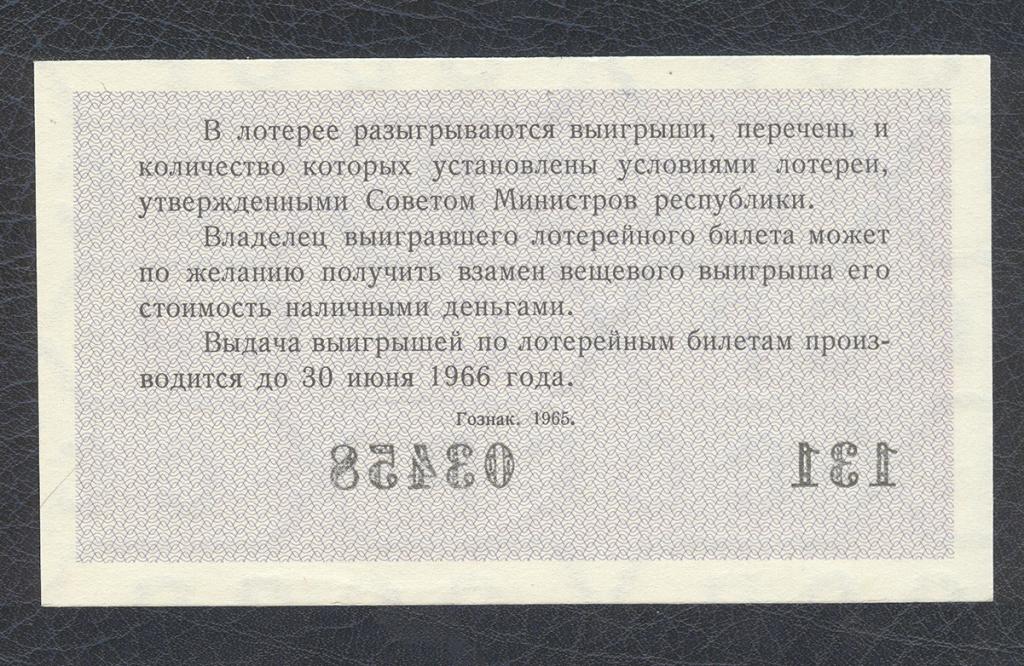 В лотерее разыгрываются выигрыши, перечень и
количество которых установлены условиями лотереи,
утвержденными Советом Министров республики.
Владелец выигравшего лотерейного билета может
по желанию получить взамен вещевого выигрыша его
стоимость наличными деньгами.
Выдача выигрышей по лотерейным билетам произ-
водится до 30 июня 1966 года.
Гознак. 1965.
03458 131